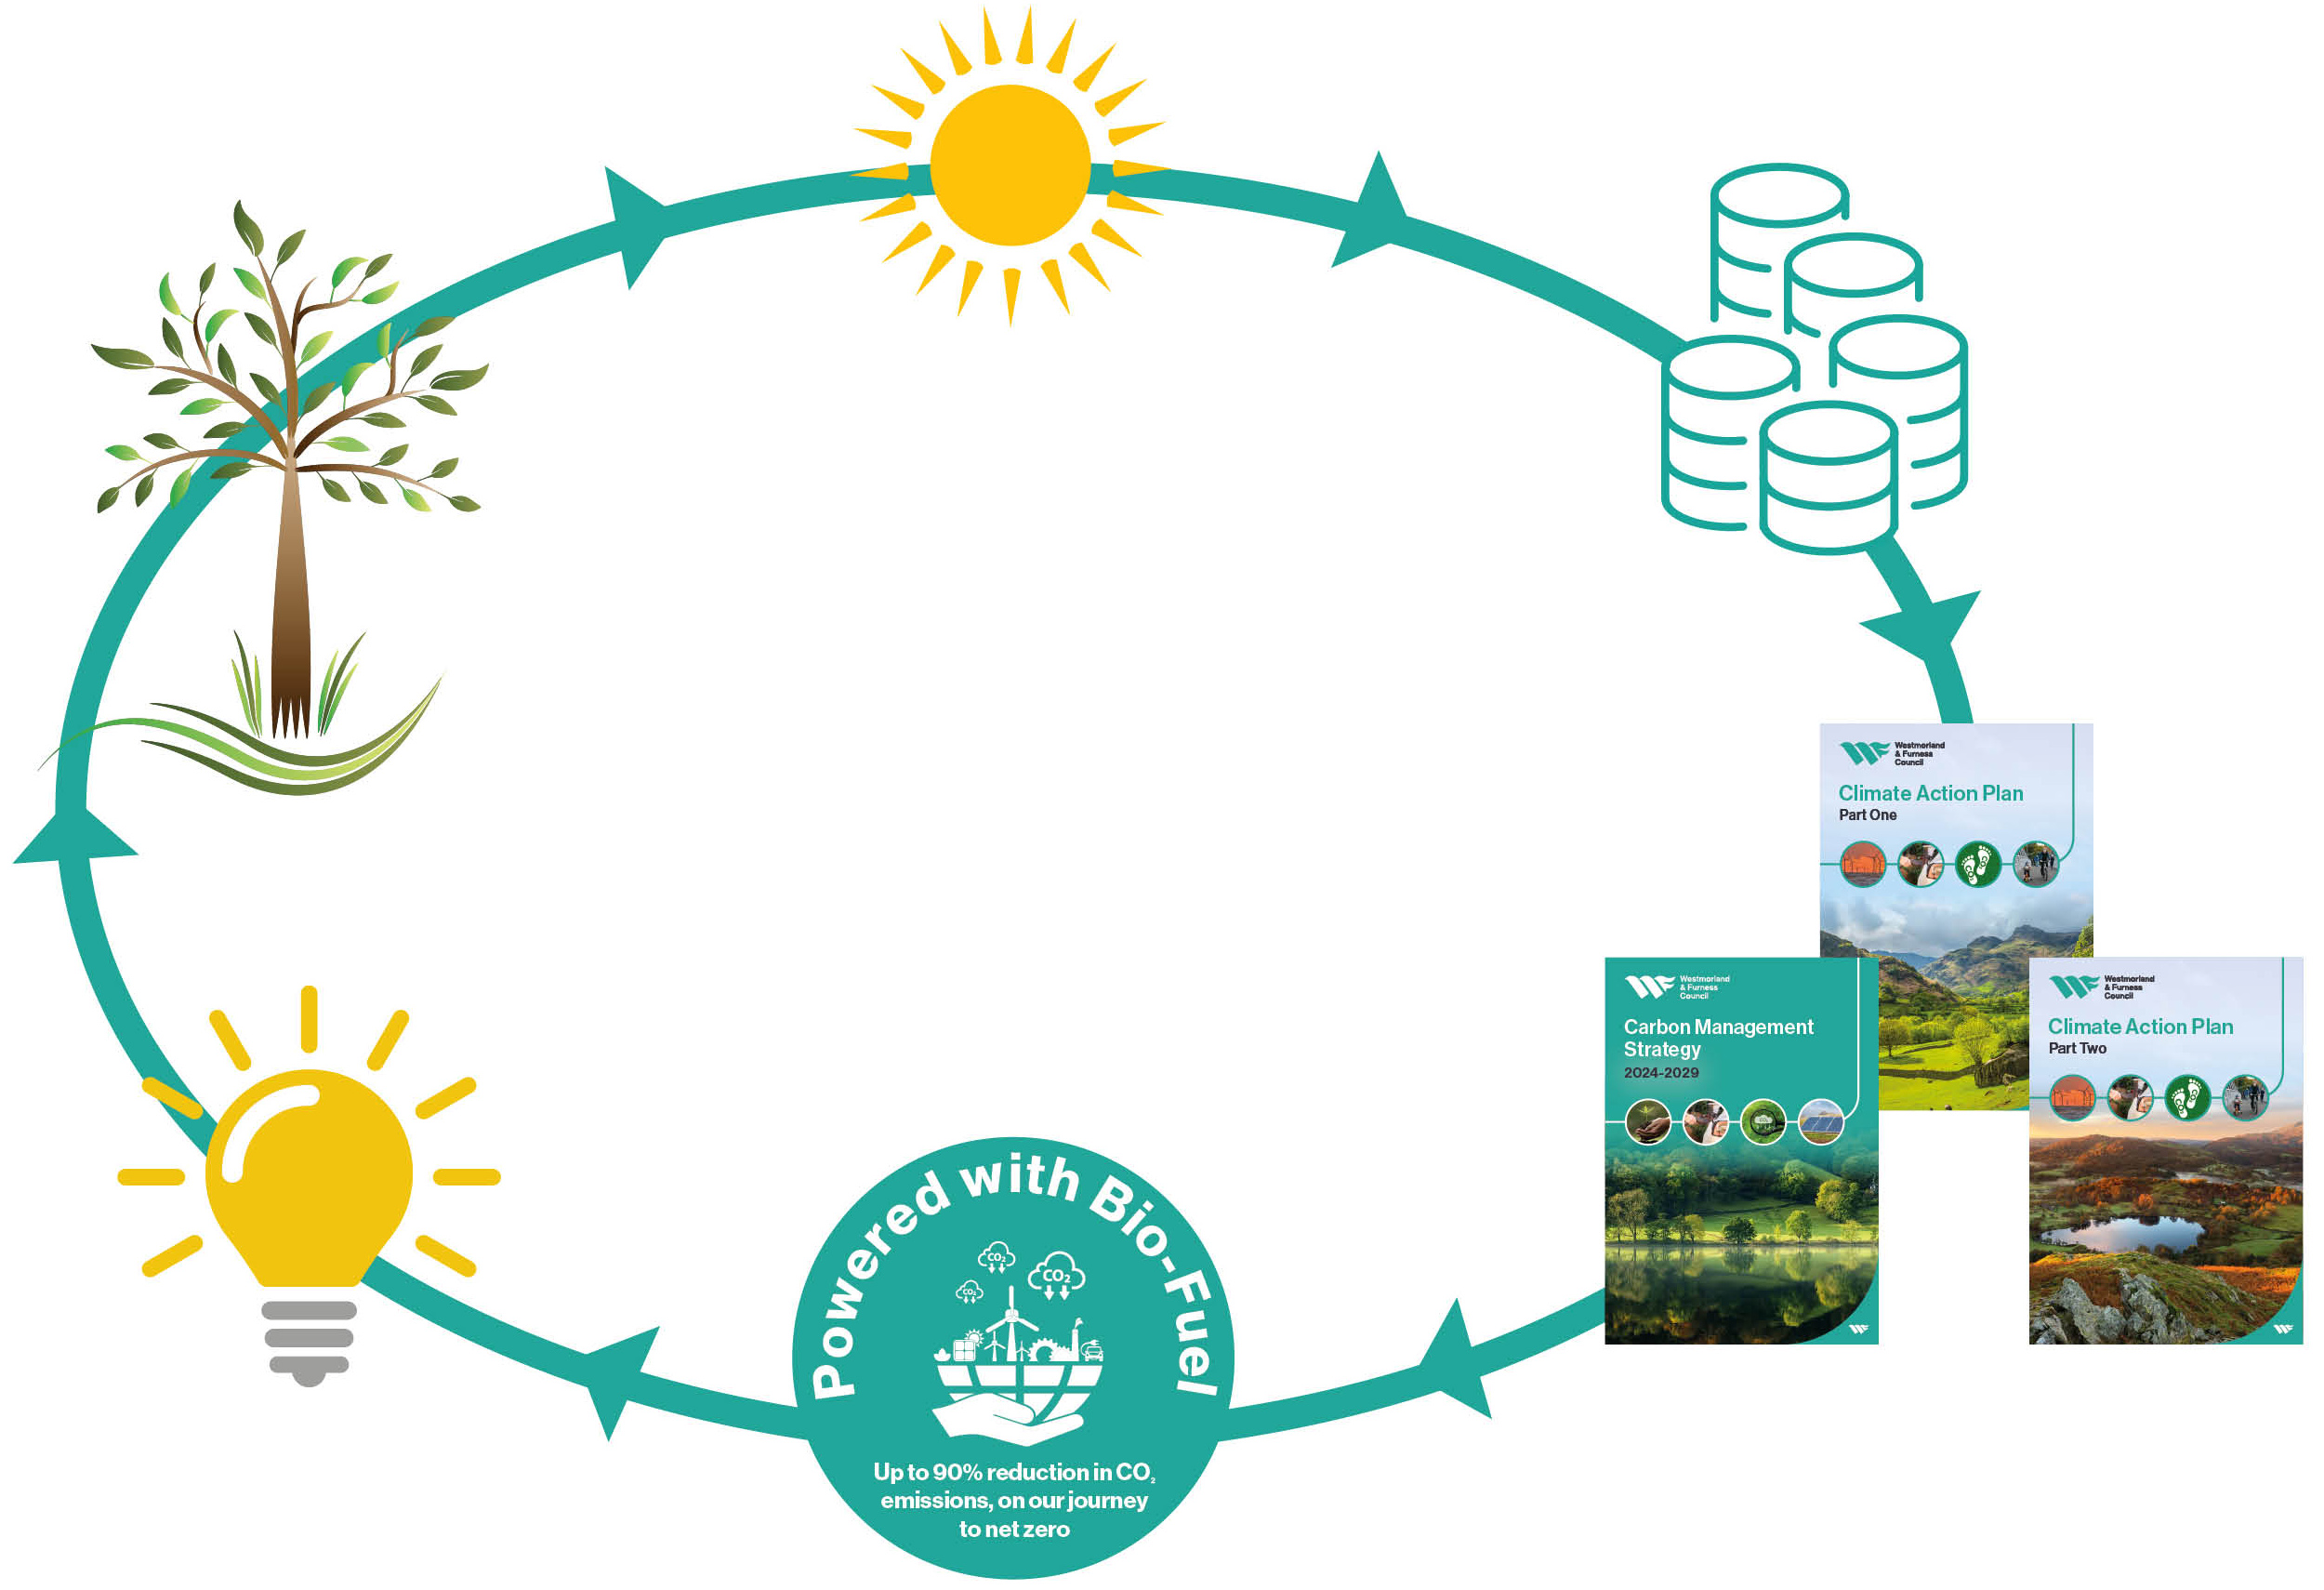 Westmorland
& Furness
Council
Climate Action Plan
Part One
Westmorland
& Furness
Council
Carbon Management
Strategy
2024-2029
Westmorland
& Furness
Council
Climate Action Plan
Part Two
Powered with Bio-Fuel
CO₂
CO₂
CO₂
Up to 90% reduction in CO₂
emissions, on our journey
to net zero